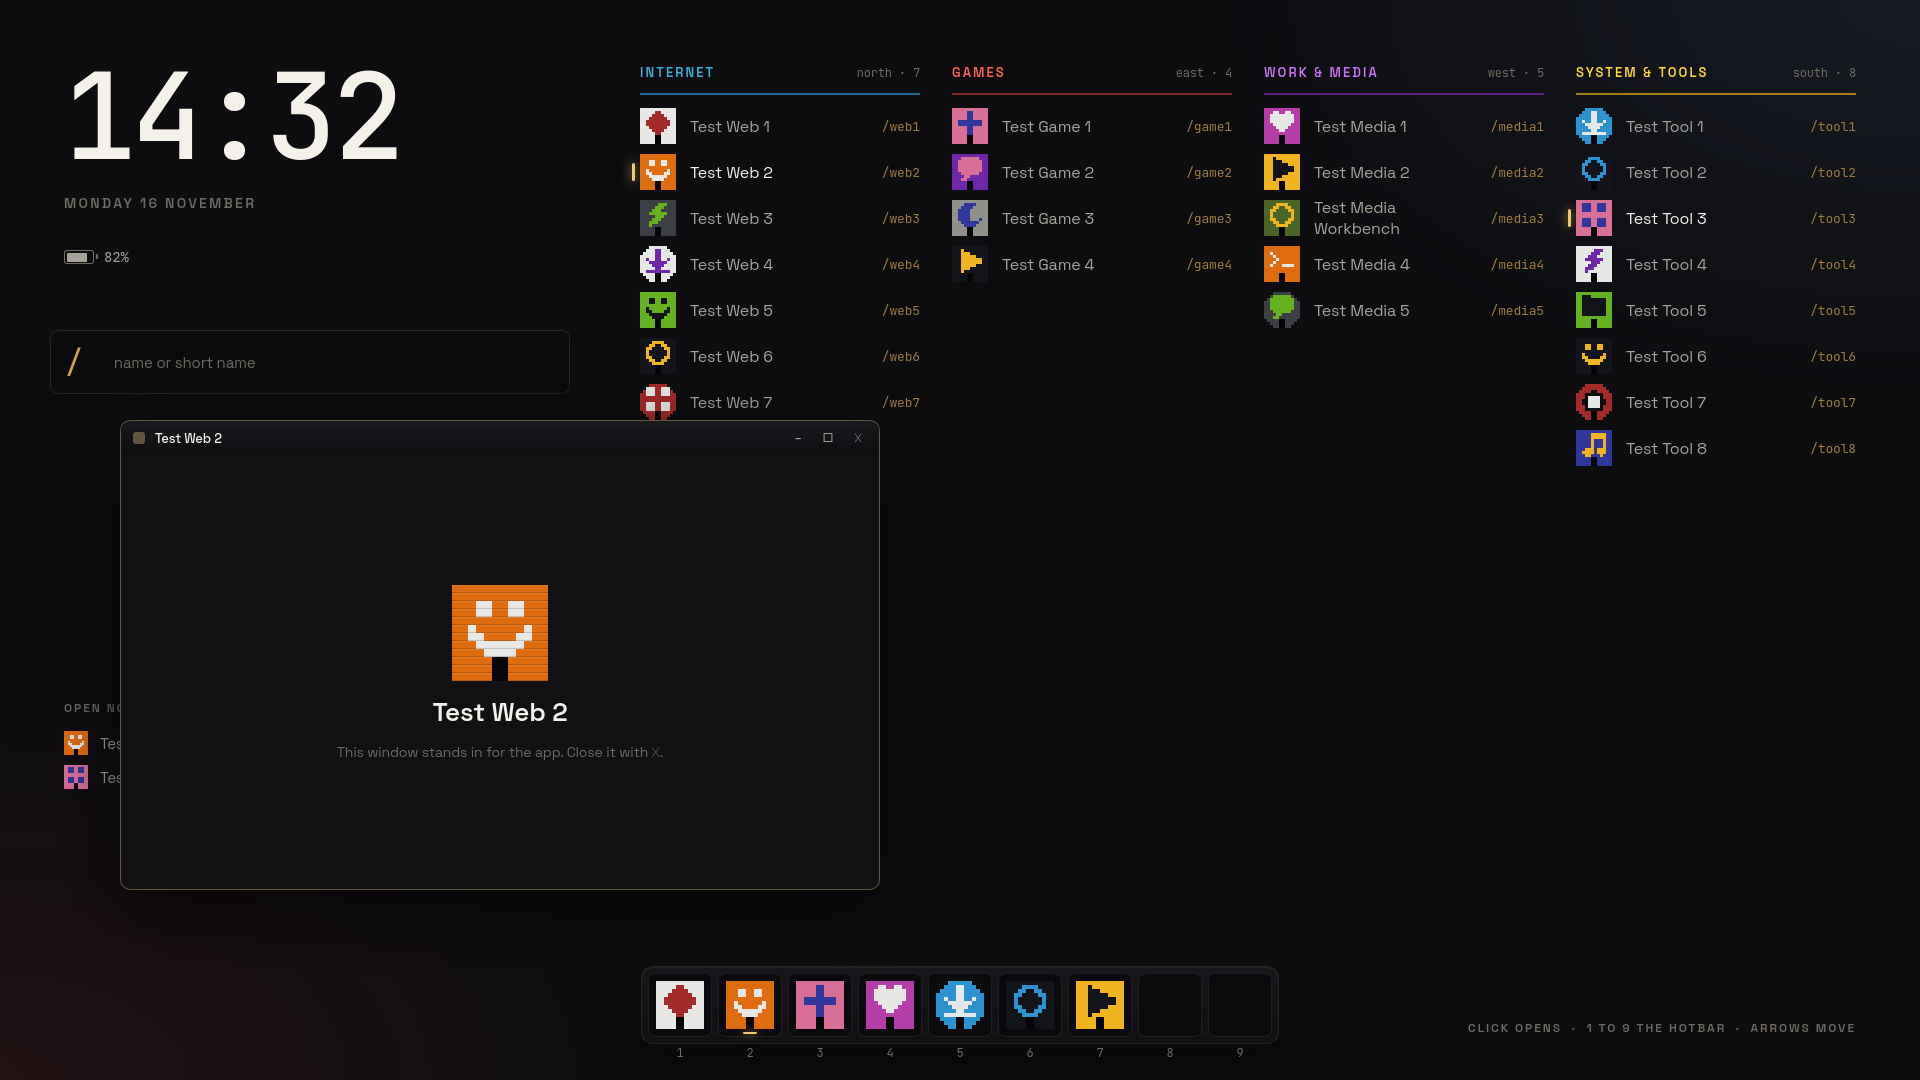 14:32
MONDAY 16 NOVEMBER
82%
/ name or short name
INTERNET north · 7
Test Web 1 /web1
Test Web 2 /web2
Test Web 3 /web3
Test Web 4 /web4
Test Web 5 /web5
Test Web 6 /web6
Test Web 7 /web7
GAMES east · 4
Test Game 1 /game1
Test Game 2 /game2
Test Game 3 /game3
Test Game 4 /game4
WORK & MEDIA west · 5
Test Media 1 /media1
Test Media 2 /media2
Test Media
Workbench /media3
Test Media 4 /media4
Test Media 5 /media5
SYSTEM & TOOLS south · 8
Test Tool 1 /tool1
Test Tool 2 /tool2
Test Tool 3 /tool3
Test Tool 4 /tool4
Test Tool 5 /tool5
Test Tool 6 /tool6
Test Tool 7 /tool7
Test Tool 8 /tool8
Test Web 2
Test Web 2
This window stands in for the app. Close it with X.
OPEN
1 2 3 4 5 6 7 8 9
CLICK OPENS · 1 TO 9 THE HOTBAR · ARROWS MOVE